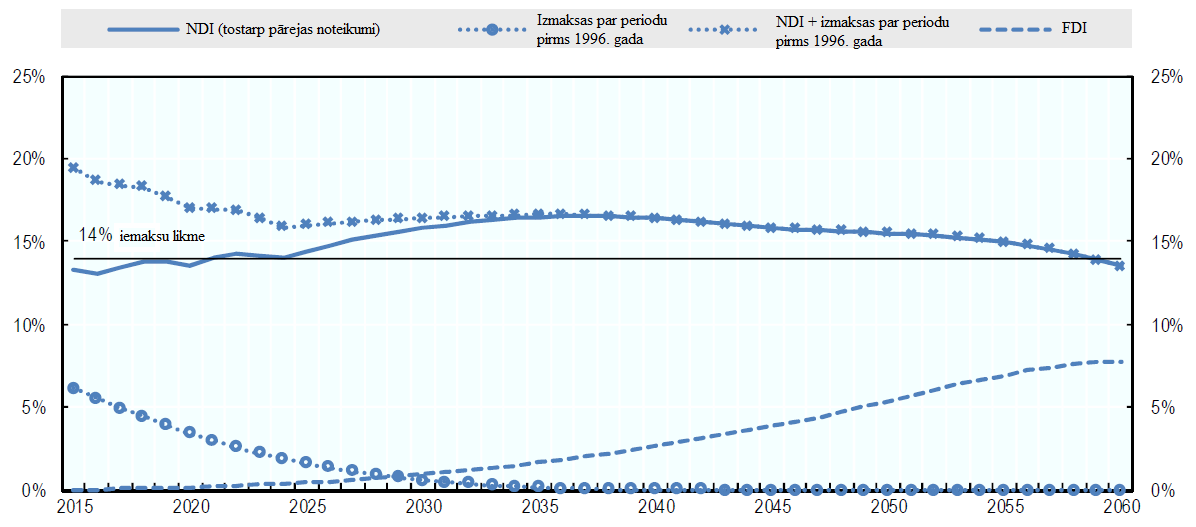 NDI (tostarp pārejas noteikumi)
Izmaksas par periodu
pirms 1996. gada
NDI + izmaksas par periodu
pirms 1996. gada
FDI
25% 25%
20% 20%
14% iemaksu likme
15% 15%
10% 10%
5% 5%
0% 0%
2015 2020 2025 2030 2035 2040 2045 2050 2055 2060